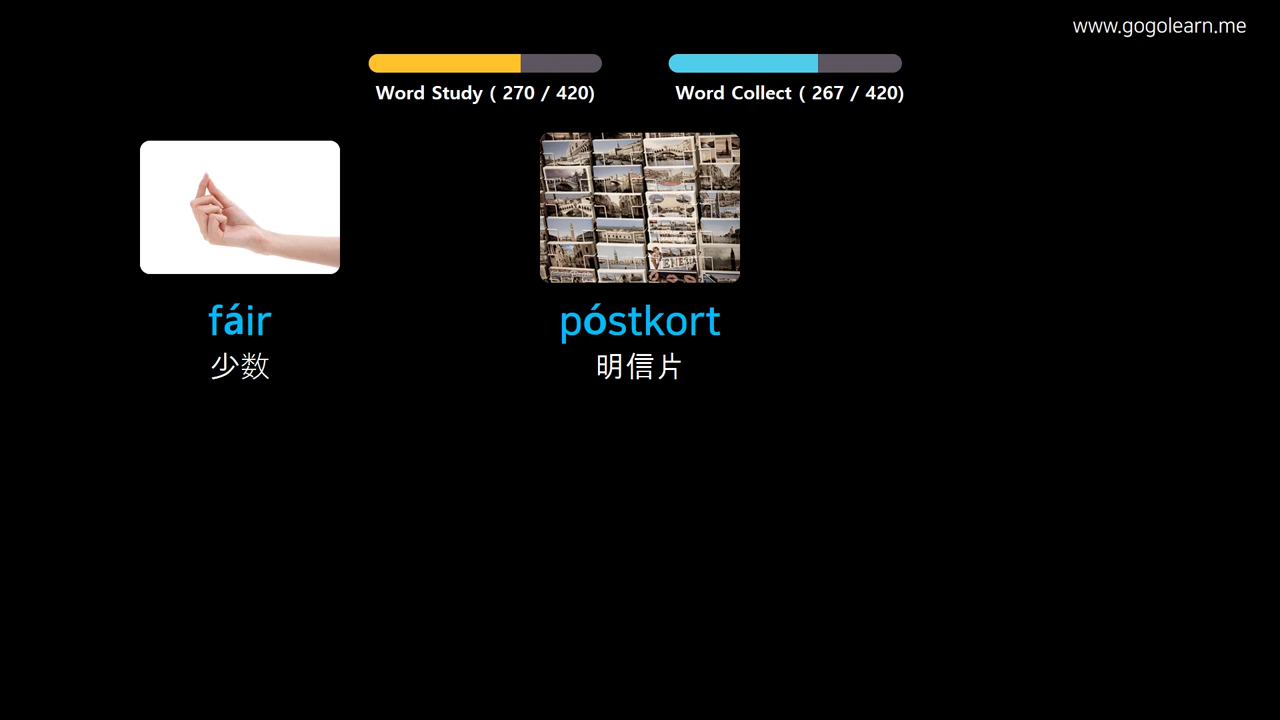 www.gogolearn.me
Word Study ( 270 / 420)
Word Collect ( 267 / 420)
fáir
少数
póstkort
明信片